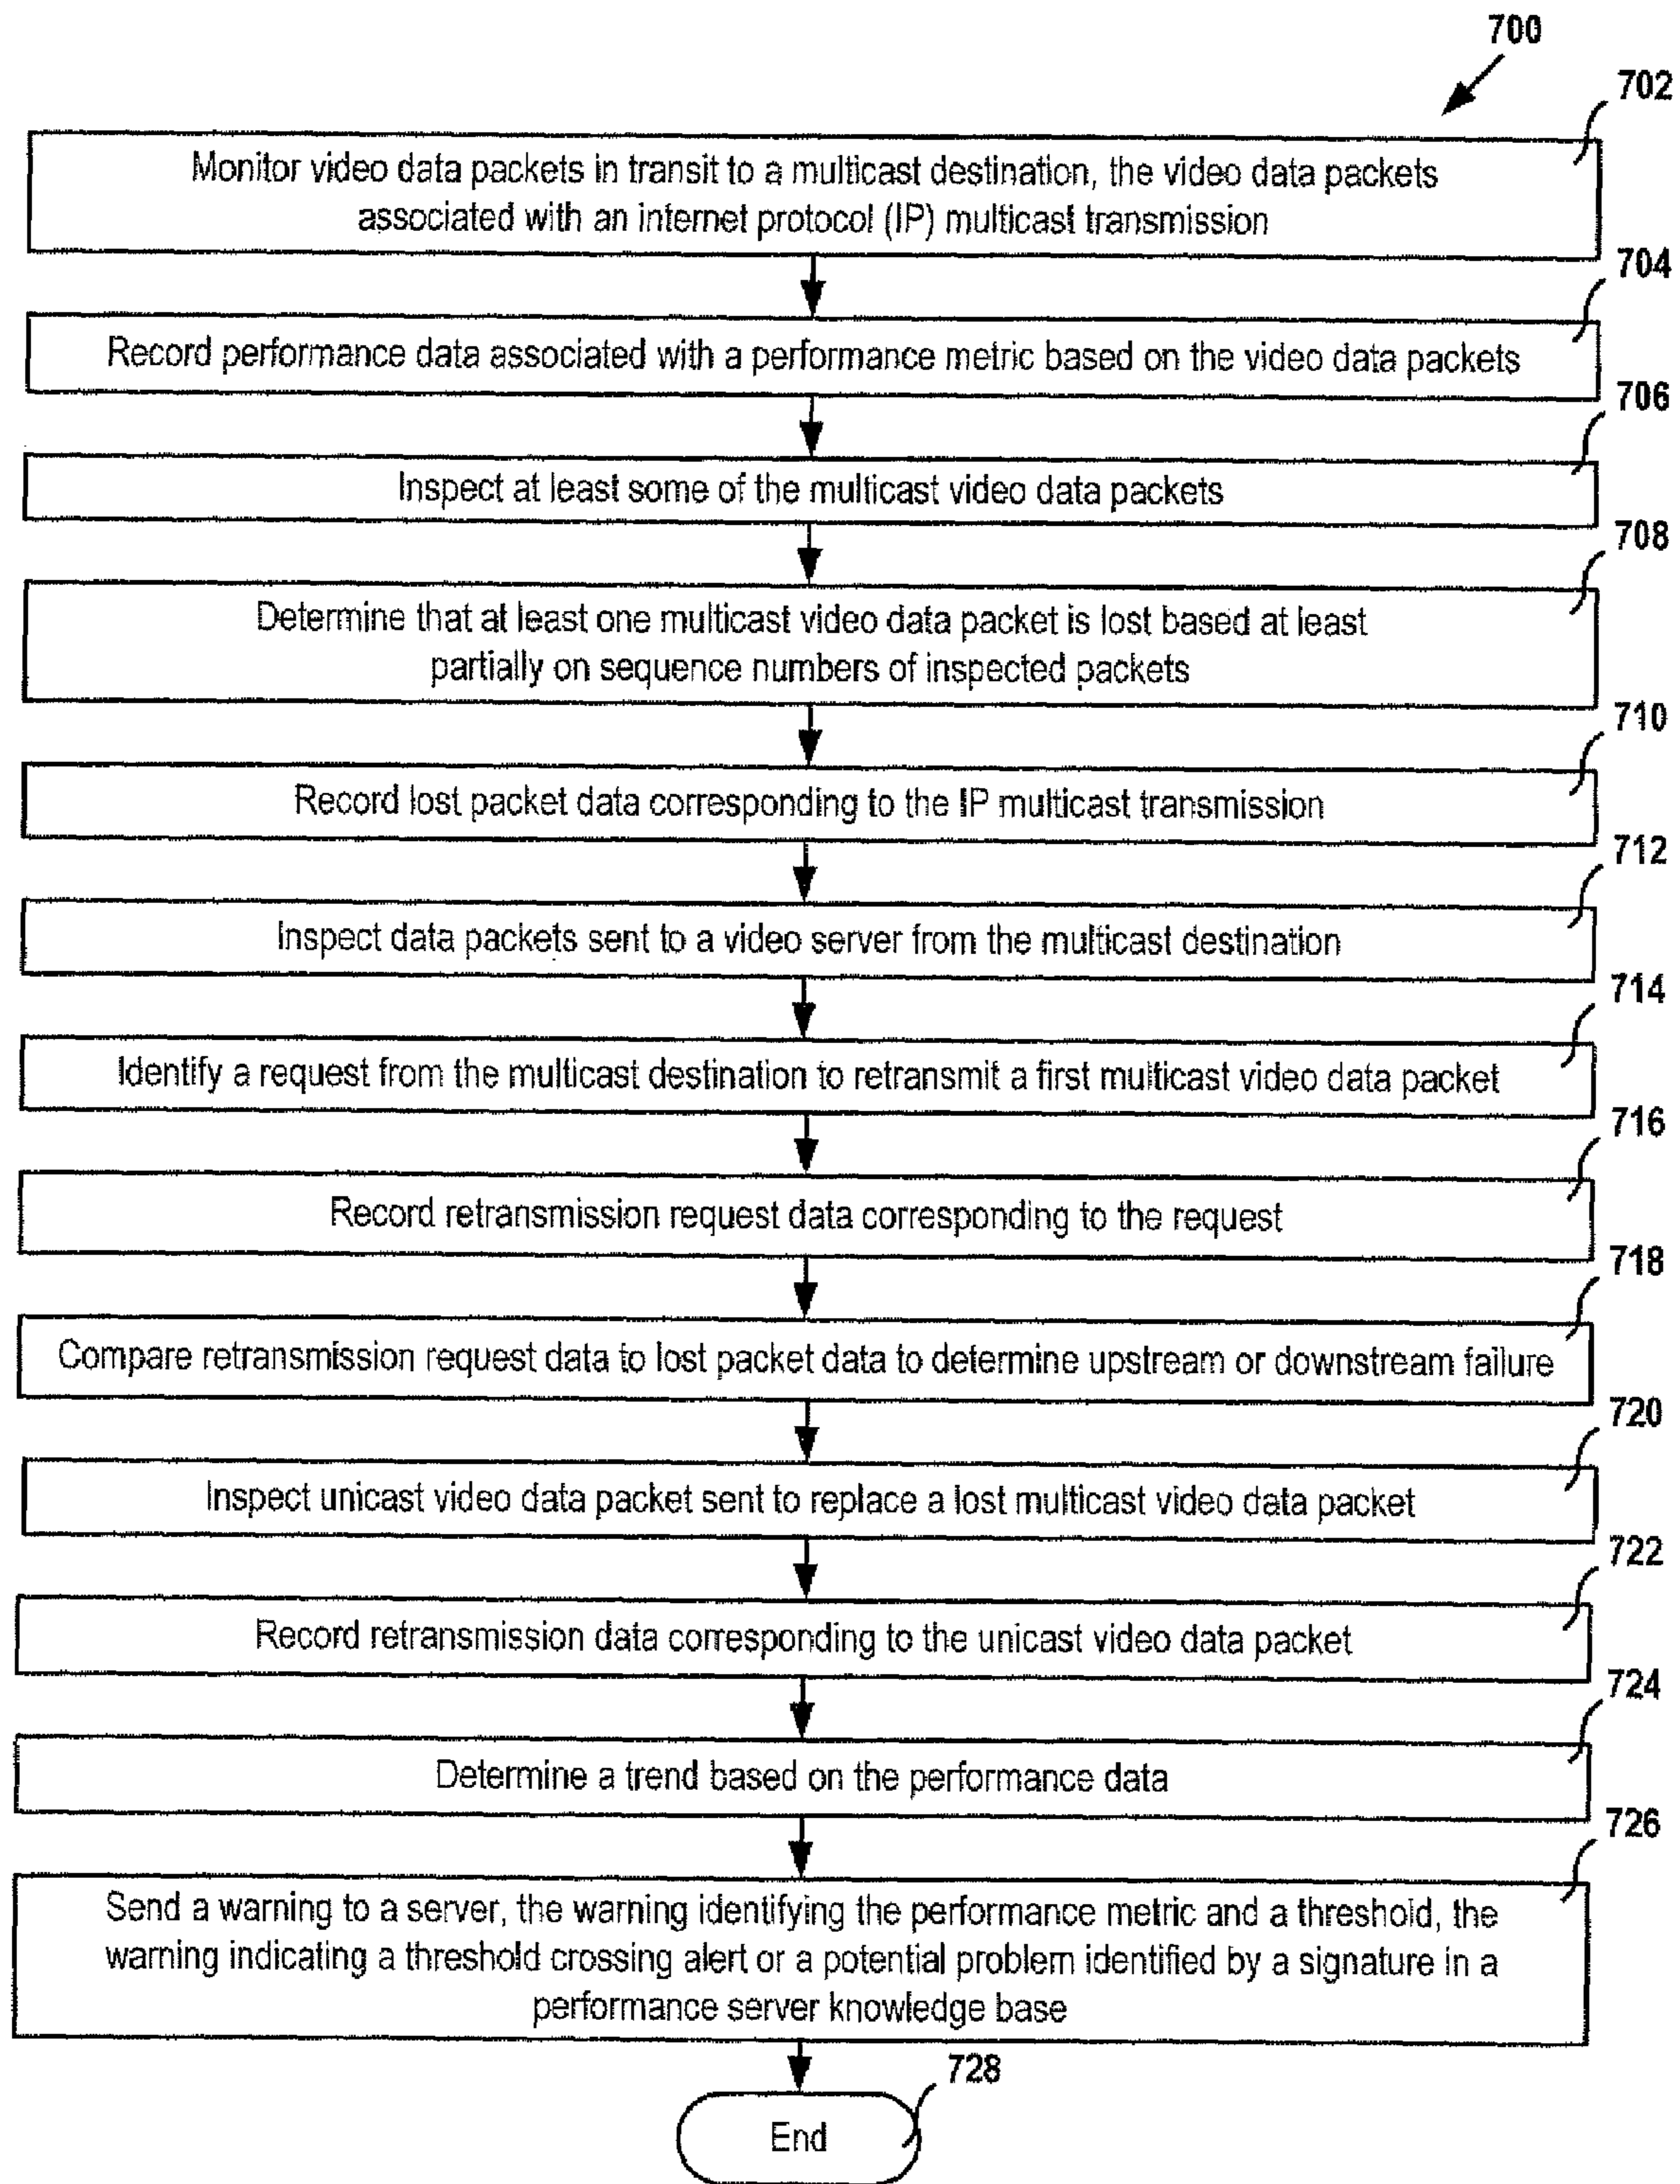 700
702
Monitor video data packets in transit to a multicast destination, the video data packets
associated with an internet protocol (IP) multicast transmission
704
Record performance data associated with a performance metric based on the video data packets
706
Inspect at least some of the multicast video data packets
708
Determine that at least one multicast video data packet is lost based at least
partially on sequence numbers of inspected packets
710
Record lost packet data corresponding to the IP multicast transmission
712
Inspect data packets sent to a video server from the multicast destination
714
Identify a request from the multicast destination to retransmit a first multicast video data packet
716
Record retransmission request data corresponding to the request
718
Compare retransmission request data to lost packet data to determine upstream or downstream failure
720
Inspect unicast video data packet sent to replace a lost multicast video data packet
722
Record retransmission data corresponding to the unicast video data packet
724
Determine a trend based on the performance data
726
Send a warning to a server, the warning identifying the performance metric and a threshold, the
warning indicating a threshold crossing alert or a potential problem identified by a signature in a
performance server knowledge base
728
End